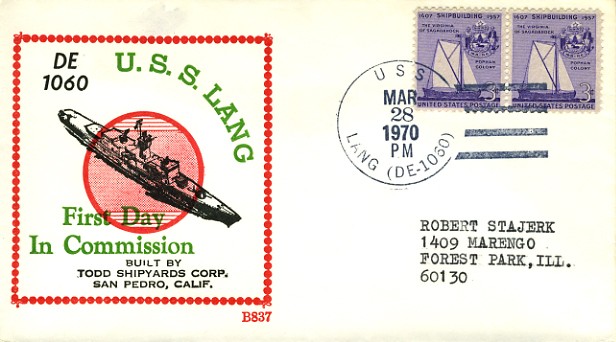 DE
1060
U. S. S. LANG
First Day
In Commission
BUILT BY
TODD SHIPYARDS CORP.
SAN PEDRO, CALIF.
B837
1607 SHIPBUILDING 1957
THE VIRGINIA
OF SAGADAHOCK
POPHAM
COLONY
3¢
UNITED STATES POSTAGE
1607 SHIPBUILDING 1957
THE VIRGINIA
OF SAGADAHOCK
POPHAM
COLONY
3¢
UNITED STATES POSTAGE
USS
MAR
28
1970
PM
LANG (DE-1060)
ROBERT STAJERK
1409 MARENGO
FOREST PARK, ILL.
60130